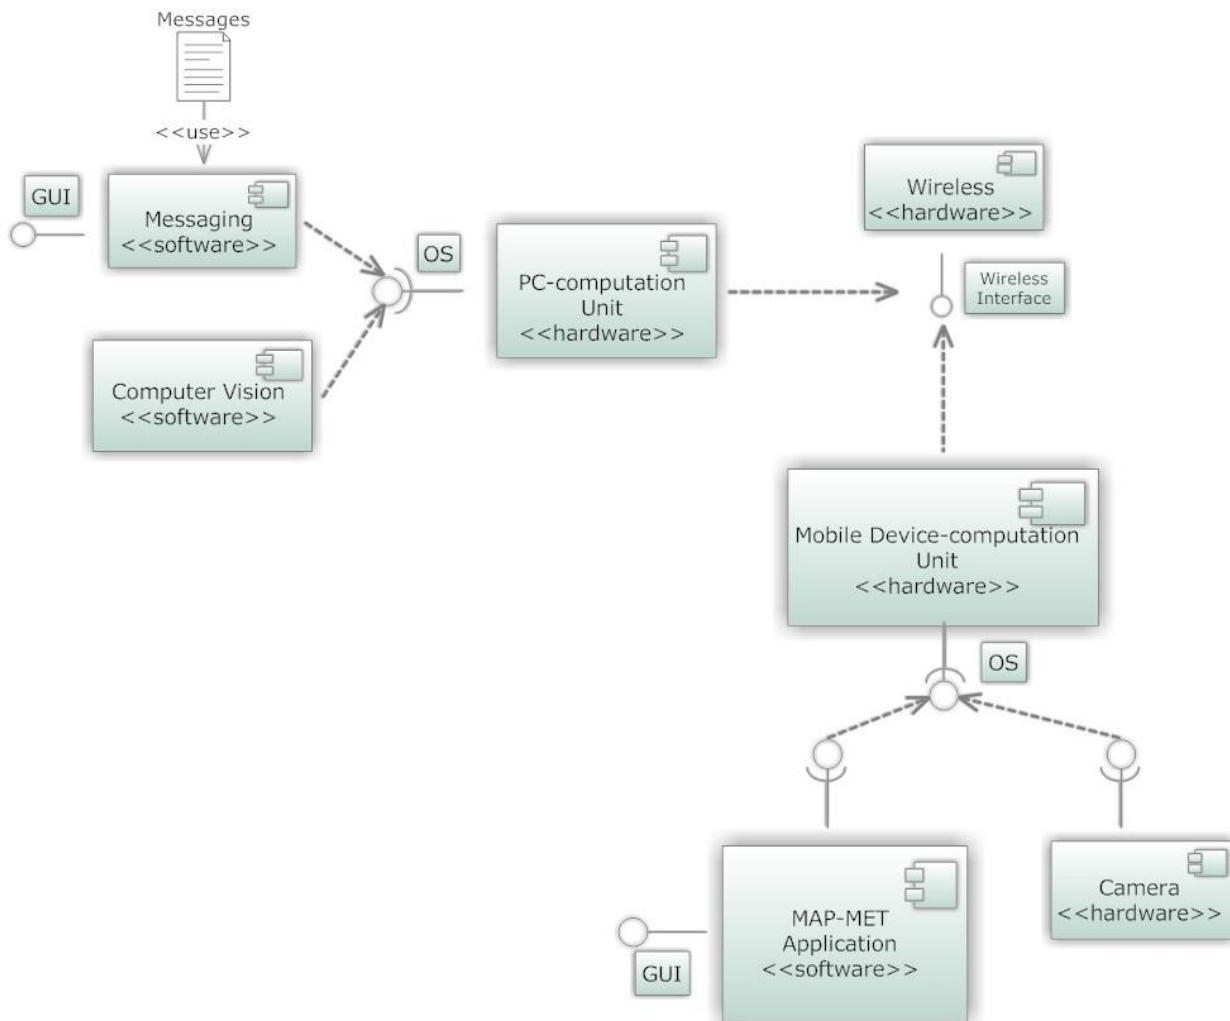 Messages
<<use>>
GUI
Messaging
<<software>>
OS
PC-computation
Unit
<<hardware>>
Wireless
<<hardware>>
Wireless
Interface
Computer Vision
<<software>>
Mobile Device-computation
Unit
<<hardware>>
OS
MAP-MET
Application
<<software>>
GUI
Camera
<<hardware>>